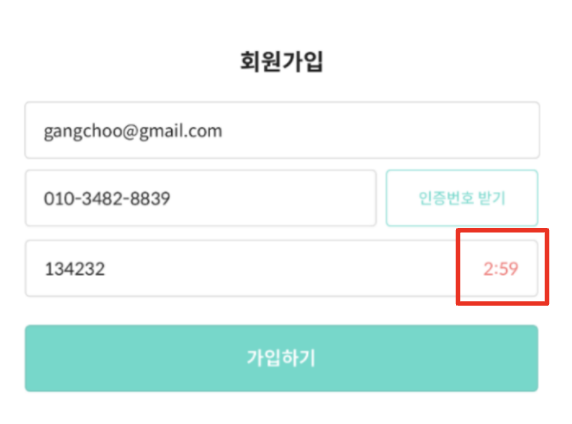 회원가입
gangchoo@gmail.com
010-3482-8839 인증번호 받기
134232 2:59
가입하기